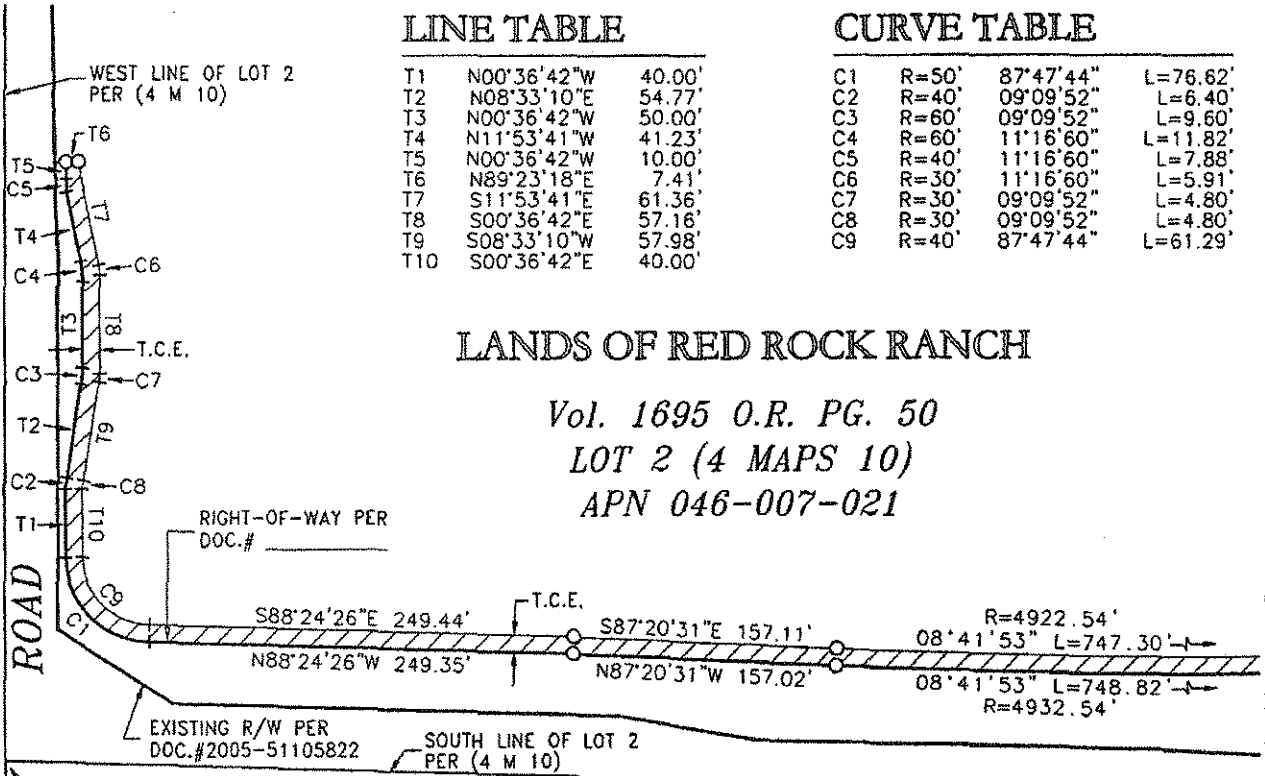 LINE TABLE
T1 N00°36'42"W 40.00'
T2 N08°33'10"E 54.77'
T3 N00°36'42"W 50.00'
T4 N11°53'41"W 41.23'
T5 N00°36'42"W 10.00'
T6 N89°23'18"E 7.41'
T7 S11°53'41"E 61.36'
T8 S00°36'42"E 57.16'
T9 S08°33'10"W 57.98'
T10 S00°36'42"E 40.00'
CURVE TABLE
C1 R=50' 87°47'44" L=76.62'
C2 R=40' 09°09'52" L=6.40'
C3 R=60' 09°09'52" L=9.60'
C4 R=60' 11°16'60" L=11.82'
C5 R=40' 11°16'60" L=7.88'
C6 R=30' 11°16'60" L=5.91'
C7 R=30' 09°09'52" L=4.80'
C8 R=30' 09°09'52" L=4.80'
C9 R=40' 87°47'44" L=61.29'
WEST LINE OF LOT 2
PER (4 M 10)
T6
T5
C5
T7
T4
C4
C6
T3
T8
T.C.E.
C3
C7
T2
T9
C2
C8
T1
T10
LANDS OF RED ROCK RANCH
Vol. 1695 O.R. PG. 50
LOT 2 (4 MAPS 10)
APN 046-007-021
RIGHT-OF-WAY PER
DOC.#
ROAD
C9
C1
S88°24'26"E 249.44'
T.C.E.
S87°20'31"E 157.11'
R=4922.54'
08°41'53" L=747.30'
N88°24'26"W 249.35'
N87°20'31"W 157.02'
08°41'53" L=748.82'
R=4932.54'
EXISTING R/W PER
DOC.#2005-51105822
SOUTH LINE OF LOT 2
PER (4 M 10)